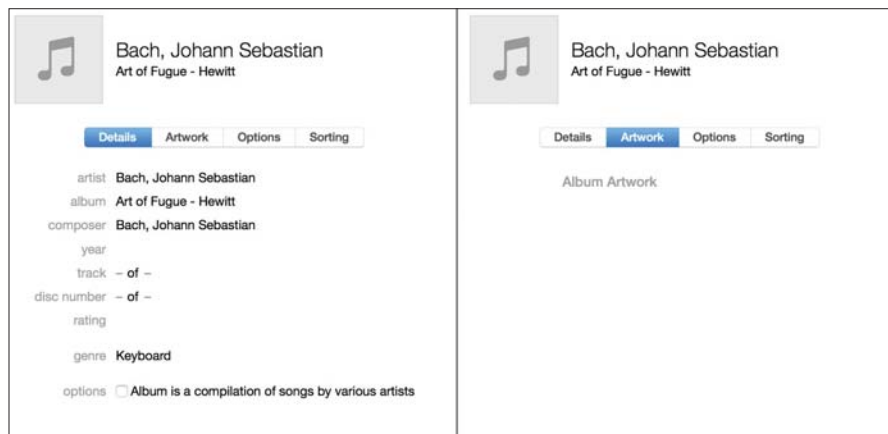 Bach, Johann Sebastian
Art of Fugue - Hewitt
Details Artwork Options Sorting
artist Bach, Johann Sebastian
album Art of Fugue - Hewitt
composer Bach, Johann Sebastian
year
track – of –
disc number – of –
rating
genre Keyboard
options Album is a compilation of songs by various artists
Bach, Johann Sebastian
Art of Fugue - Hewitt
Details Artwork Options Sorting
Album Artwork